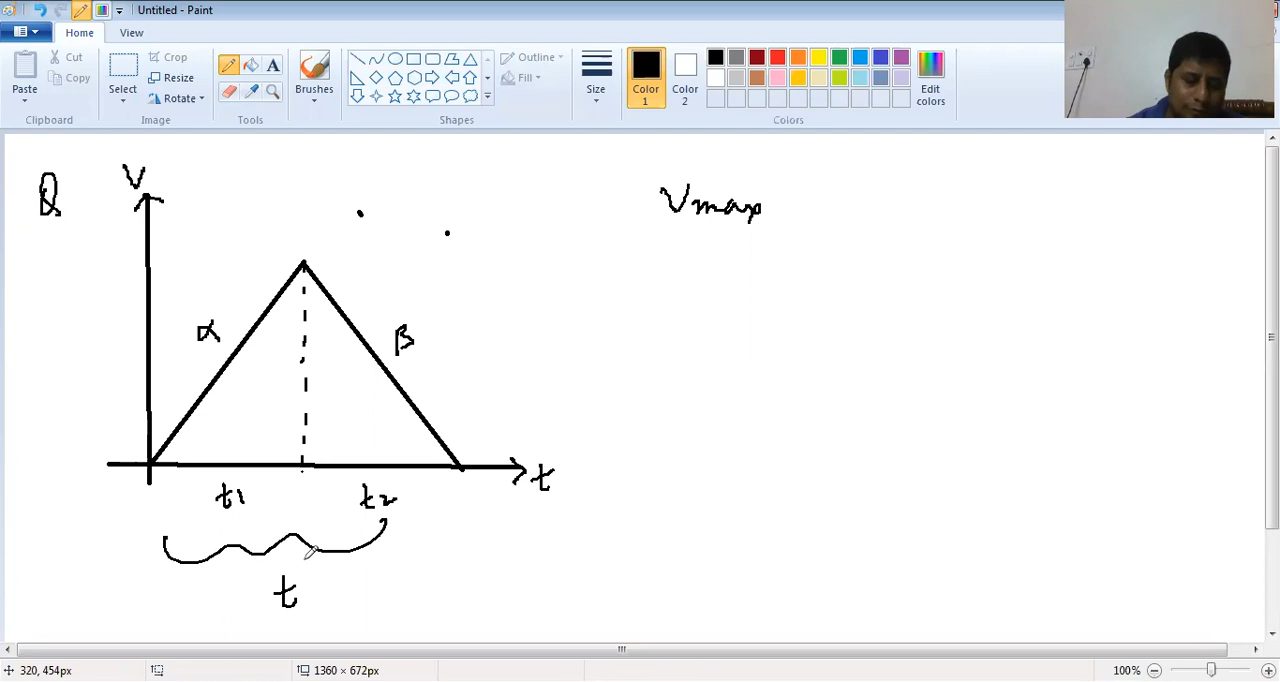 Untitled - Paint
Home View
Paste
Cut
Copy
Clipboard
Select
Crop
Resize
Rotate
Image
Tools
Brushes
Shapes
Outline
Fill
Size
Color 1
Color 2
Edit colors
Colors
Q
V
Vmax
α
β
t1
t2
t
t
320, 454px
1360 × 672px
100%